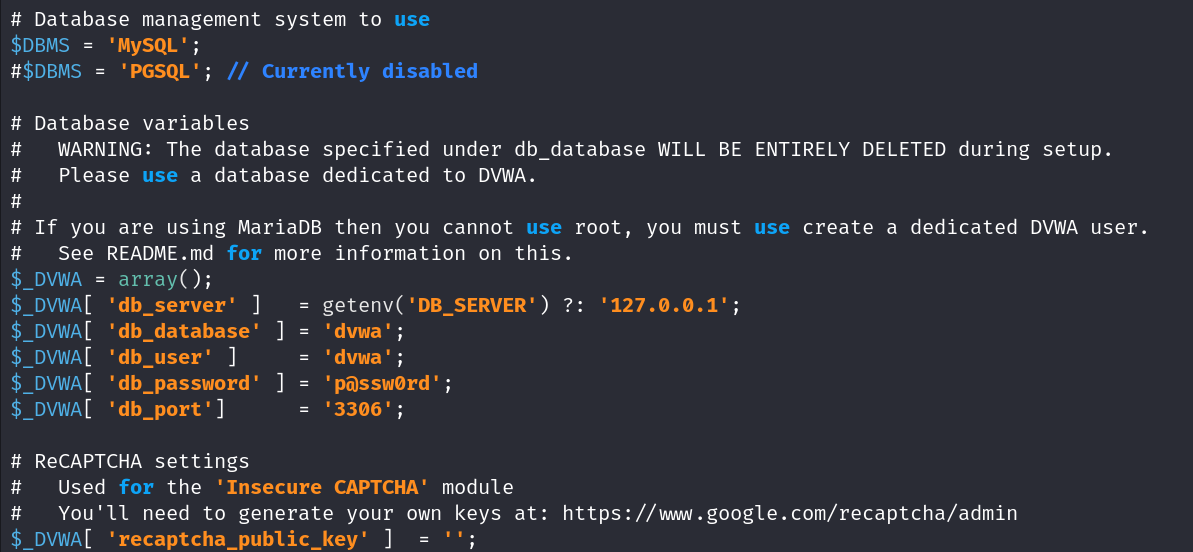 # Database management system to use
$DBMS = 'MySQL';
#$DBMS = 'PGSQL'; // Currently disabled

# Database variables
#   WARNING: The database specified under db_database WILL BE ENTIRELY DELETED during setup.
#   Please use a database dedicated to DVWA.
#
# If you are using MariaDB then you cannot use root, you must use create a dedicated DVWA user.
#   See README.md for more information on this.
$_DVWA = array();
$_DVWA[ 'db_server' ]   = getenv('DB_SERVER') ?: '127.0.0.1';
$_DVWA[ 'db_database' ] = 'dvwa';
$_DVWA[ 'db_user' ]     = 'dvwa';
$_DVWA[ 'db_password' ] = 'p@ssw0rd';
$_DVWA[ 'db_port']      = '3306';

# ReCAPTCHA settings
#   Used for the 'Insecure CAPTCHA' module
#   You'll need to generate your own keys at: https://www.google.com/recaptcha/admin
$_DVWA[ 'recaptcha_public_key' ]  = '';